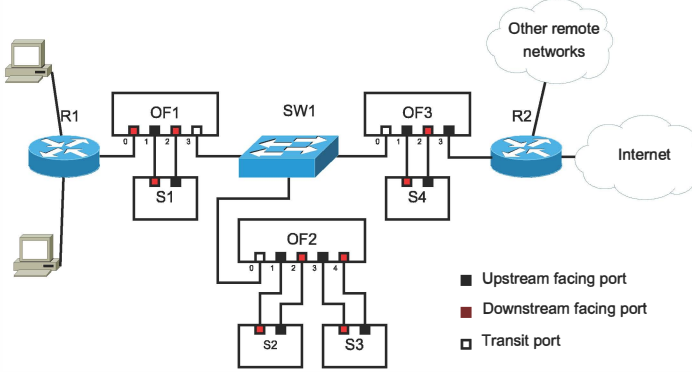 Other remote
networks
R1
OF1
SW1
OF3
R2
0 1 2 3
0 1 2 3
Internet
S1
S4
OF2
0 1 2 3 4
Upstream facing port
Downstream facing port
Transit port
S2
S3